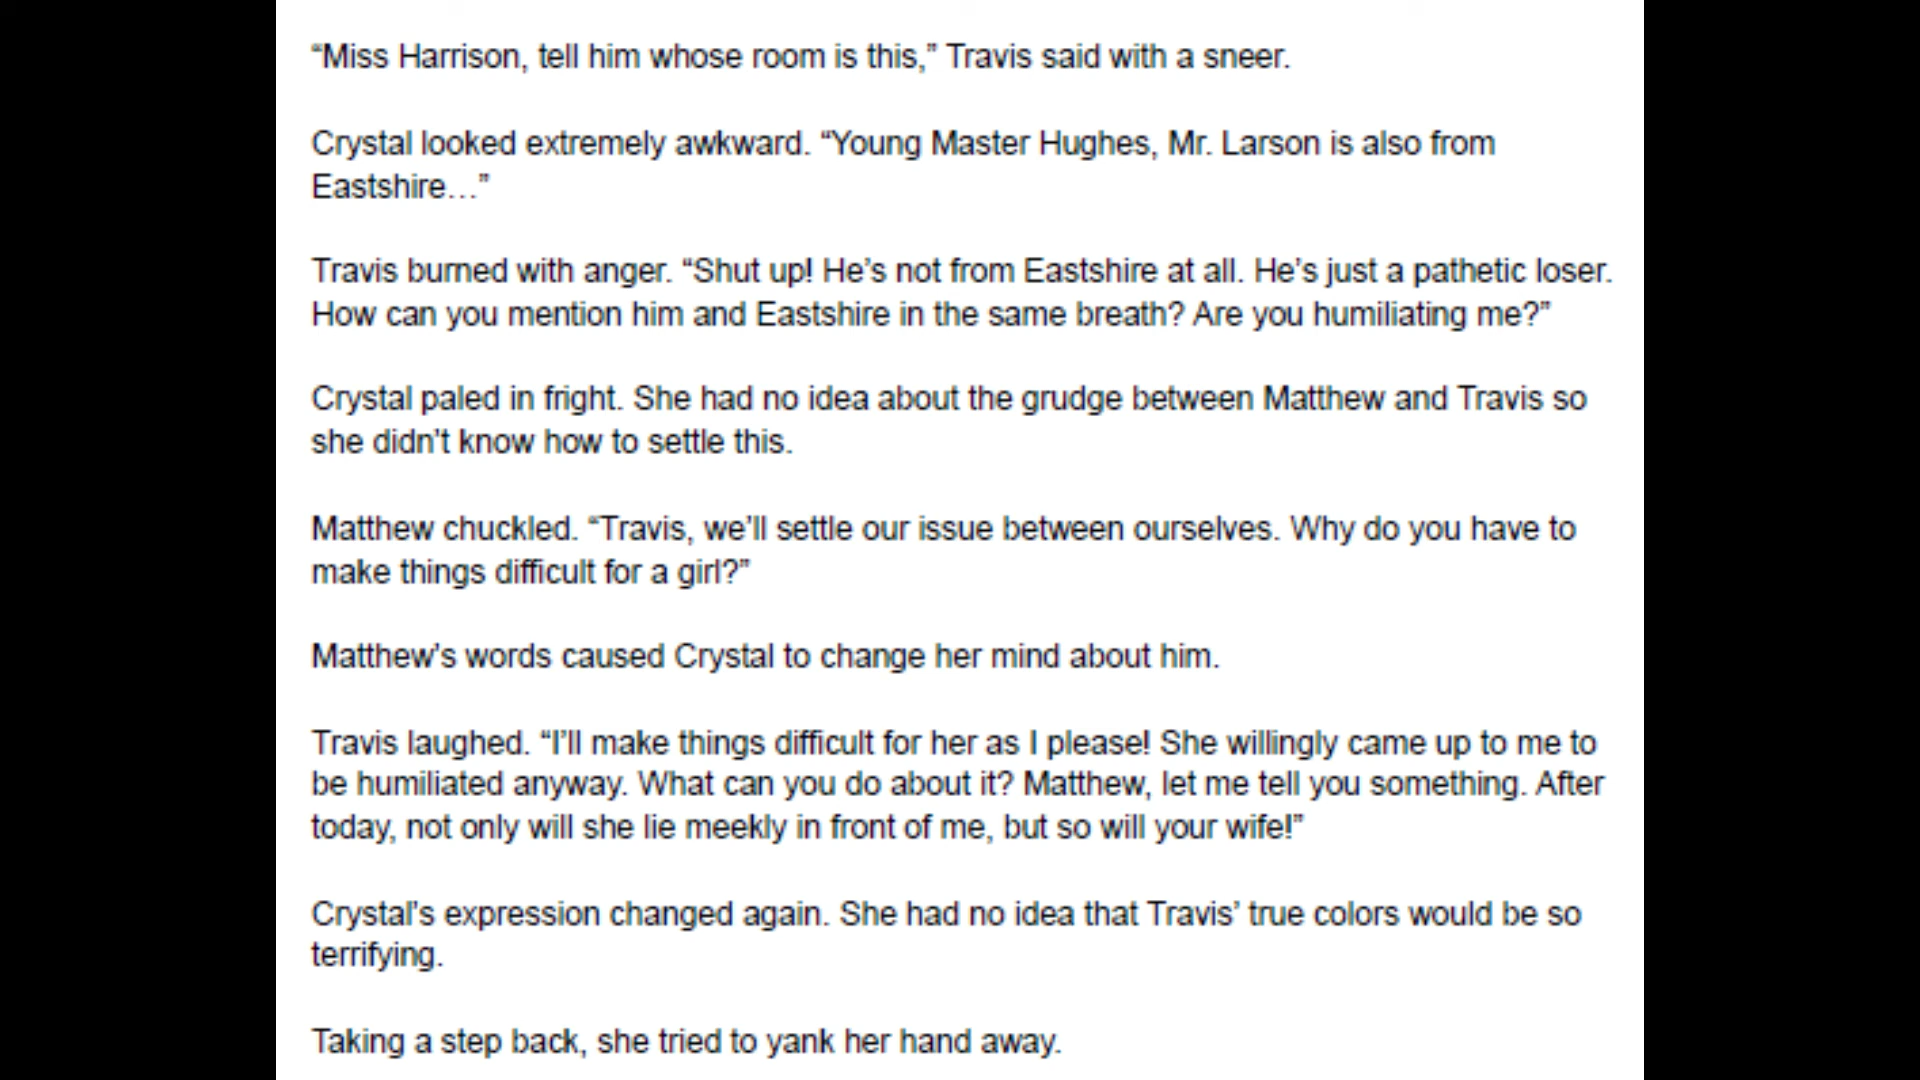 “Miss Harrison, tell him whose room is this,” Travis said with a sneer.
Crystal looked extremely awkward. “Young Master Hughes, Mr. Larson is also from
Eastshire…”
Travis burned with anger. “Shut up! He’s not from Eastshire at all. He’s just a pathetic loser.
How can you mention him and Eastshire in the same breath? Are you humiliating me?”
Crystal paled in fright. She had no idea about the grudge between Matthew and Travis so
she didn’t know how to settle this.
Matthew chuckled. “Travis, we’ll settle our issue between ourselves. Why do you have to
make things difficult for a girl?”
Matthew’s words caused Crystal to change her mind about him.
Travis laughed. “I’ll make things difficult for her as I please! She willingly came up to me to
be humiliated anyway. What can you do about it? Matthew, let me tell you something. After
today, not only will she lie meekly in front of me, but so will your wife!”
Crystal’s expression changed again. She had no idea that Travis’ true colors would be so
terrifying.
Taking a step back, she tried to yank her hand away.